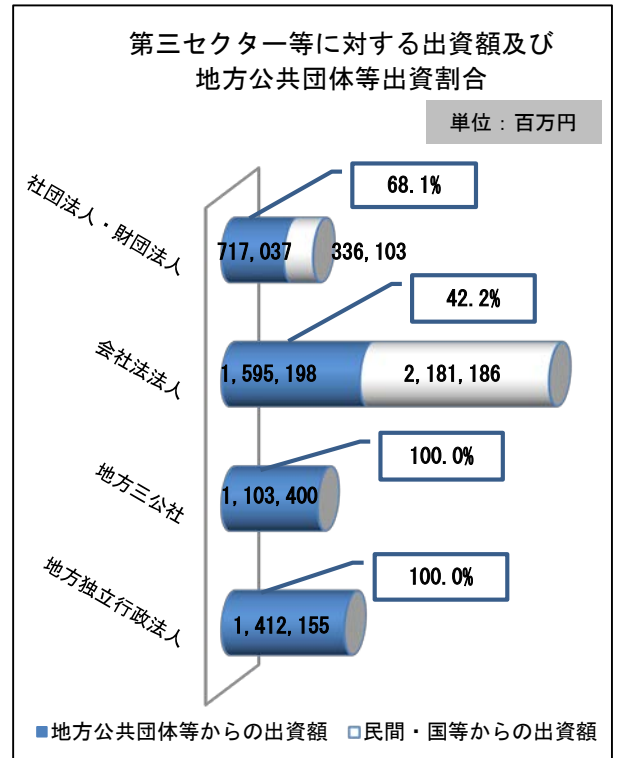 第三セクター等に対する出資額及び
地方公共団体等出資割合
単位：百万円
68.1%
社団法人・財団法人
717,037
336,103
42.2%
会社法法人
1,595,198
2,181,186
100.0%
地方三公社
1,103,400
100.0%
地方独立行政法人
1,412,155
地方公共団体等からの出資額
民間・国等からの出資額